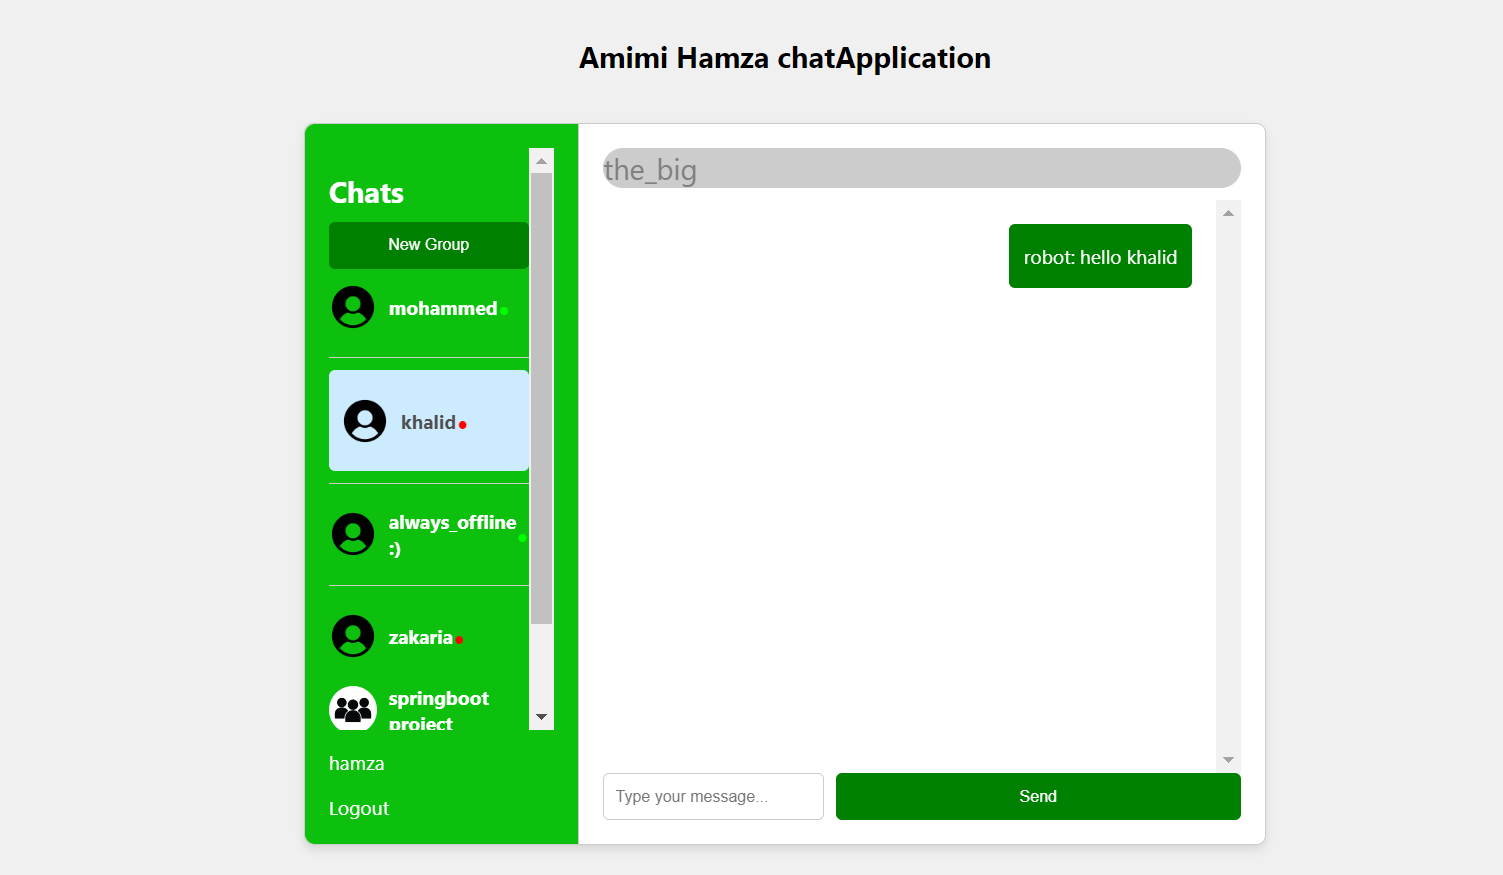 Amimi Hamza chatApplication
Chats
New Group
mohammed
khalid
always_offline
:)
zakaria
springboot
project
hamza
Logout
the_big
robot: hello khalid
Type your message...
Send